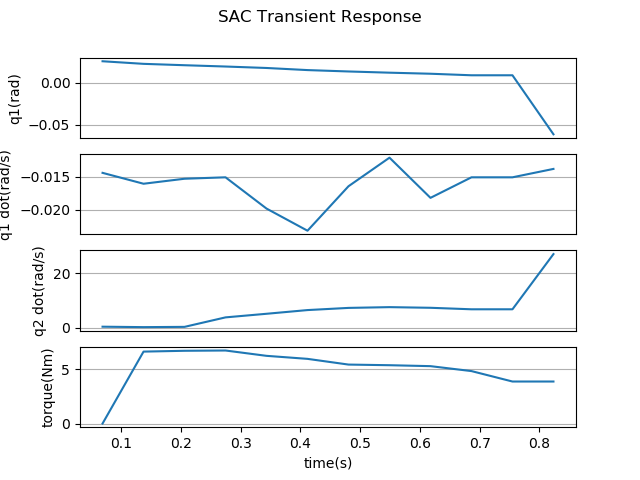 SAC Transient Response
q1(rad)
0.00
−0.05
q1 dot(rad/s)
−0.015
−0.020
q2 dot(rad/s)
20
0
torque(Nm)
5
0
0.1 0.2 0.3 0.4 0.5 0.6 0.7 0.8
time(s)